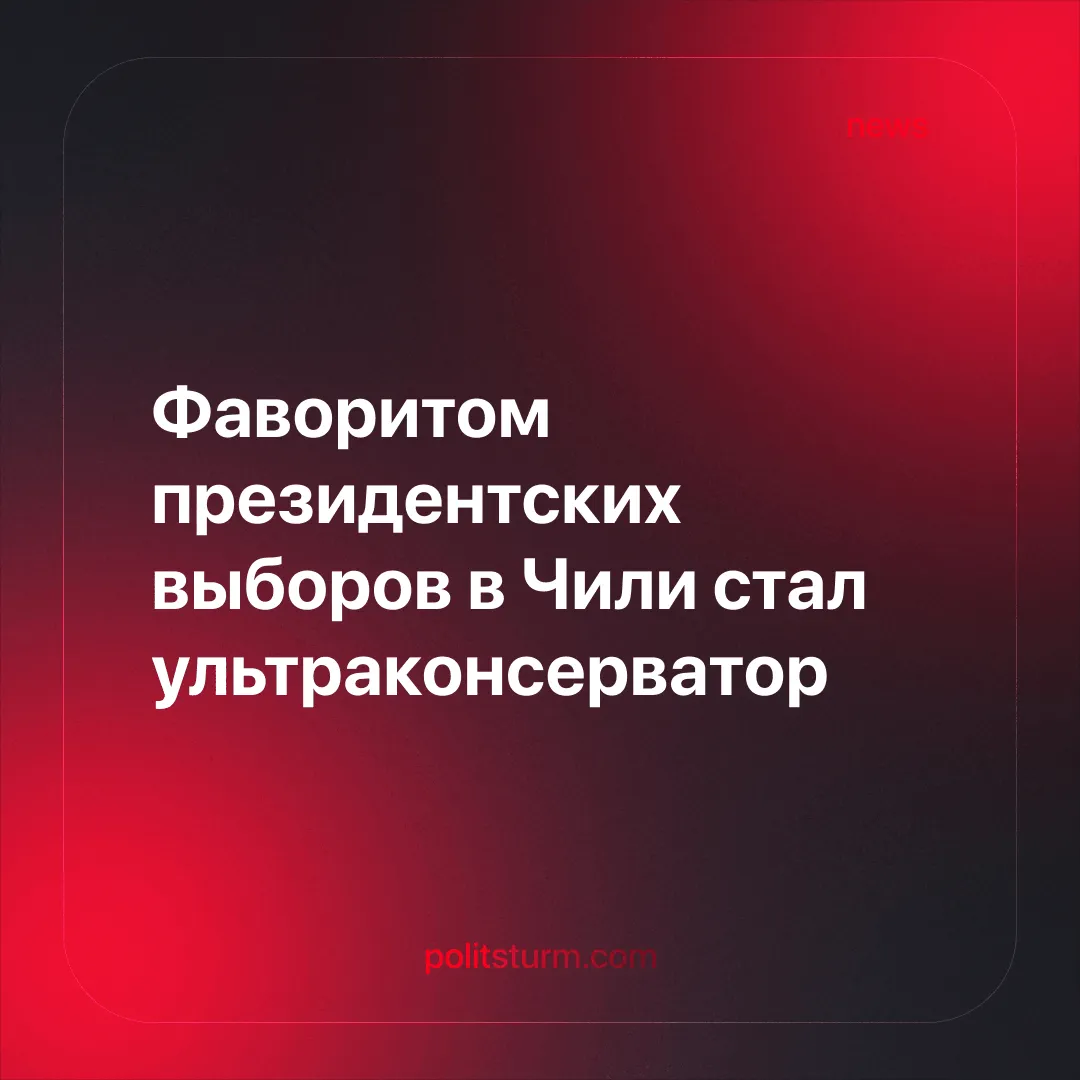 news
Фаворитом
президентских
выборов в Чили стал
ультраконсерватор
politsturm.com